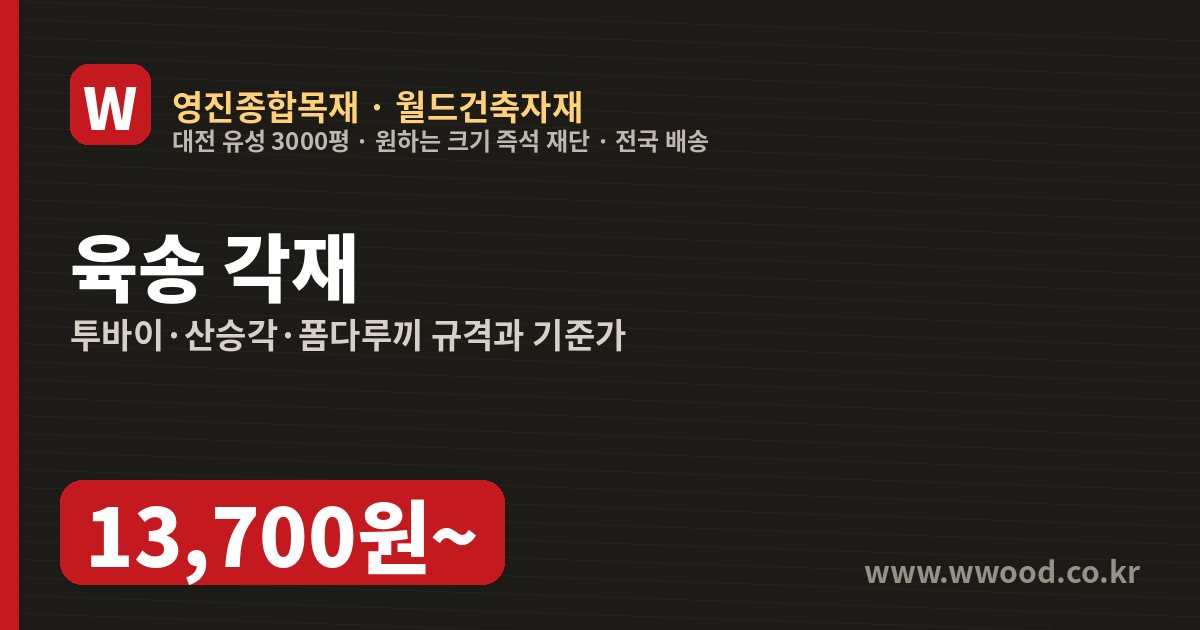 W
영진종합목재 · 월드건축자재
대전 유성 3000평 · 원하는 크기 즉석 재단 · 전국 배송
육송 각재
투바이·산승각·폼다루끼 규격과 기준가
13,700원~
www.wwood.co.kr